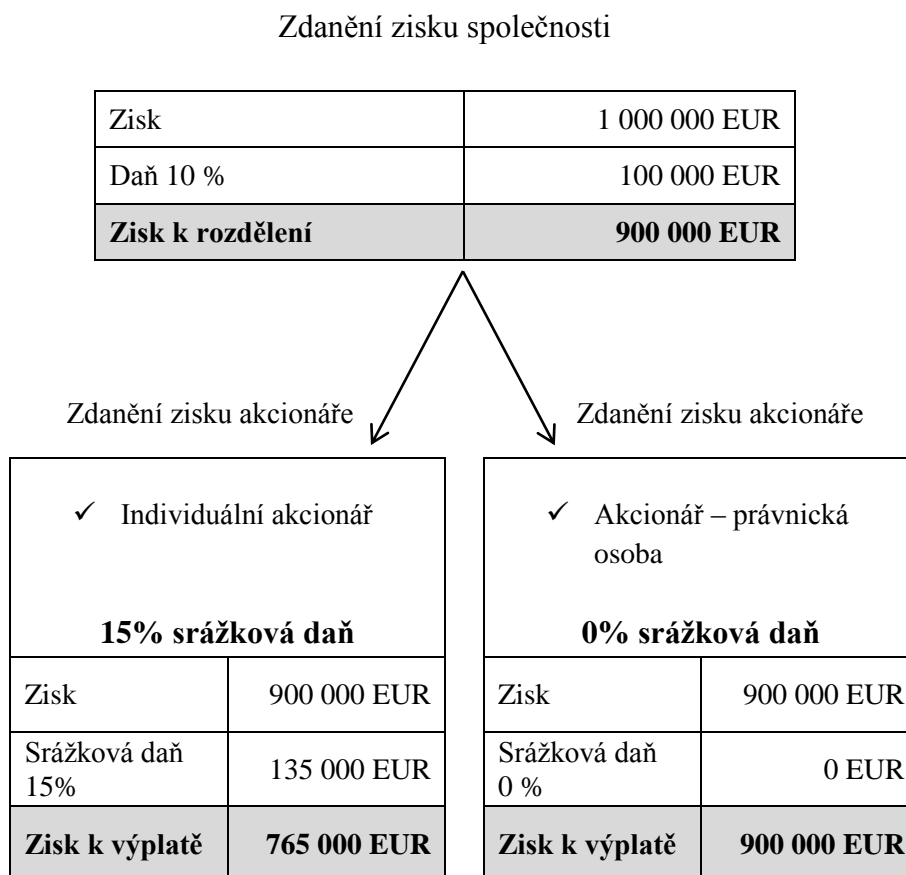 Zdanění zisku společnosti
Zisk 1 000 000 EUR
Daň 10 % 100 000 EUR
Zisk k rozdělení 900 000 EUR
Zdanění zisku akcionáře
Zdanění zisku akcionáře
✓ Individuální akcionář
15% srážková daň
Zisk 900 000 EUR
Srážková daň
15% 135 000 EUR
Zisk k výplatě 765 000 EUR
✓ Akcionář – právnická
osoba
0% srážková daň
Zisk 900 000 EUR
Srážková daň
0 % 0 EUR
Zisk k výplatě 900 000 EUR